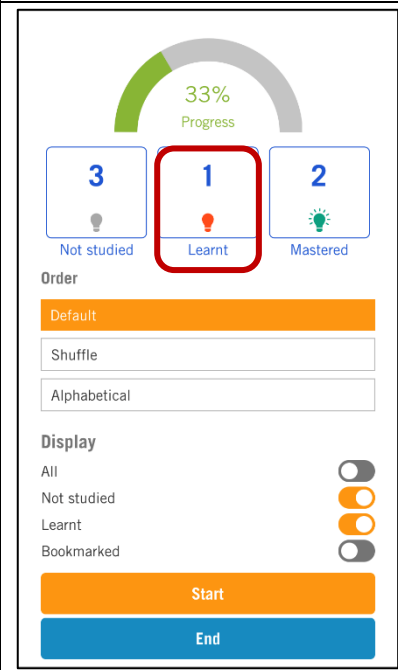 33%
Progress
3 1 2
Not studied Learnt Mastered
Order
Default
Shuffle
Alphabetical
Display
All
Not studied
Learnt
Bookmarked
Start
End